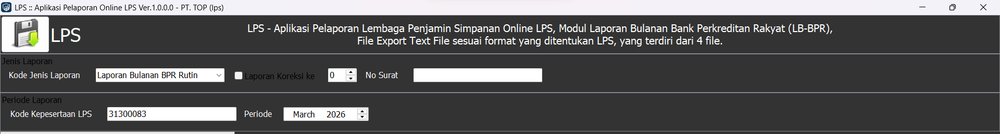 LPS :: Aplikasi Pelaporan Online LPS Ver.1.0.0.0 - PT. TOP (lps)
LPS
LPS - Aplikasi Pelaporan Lembaga Penjamin Simpanan Online LPS, Modul Laporan Bulanan Bank Perkreditan Rakyat (LB-BPR),
File Export Text File sesuai format yang ditentukan LPS, yang terdiri dari 4 file.
Jenis Laporan
Kode Jenis Laporan Laporan Bulanan BPR Rutin Laporan Koreksi ke 0 No Surat
Periode Laporan
Kode Kepesertaan LPS 31300083 Periode March 2026